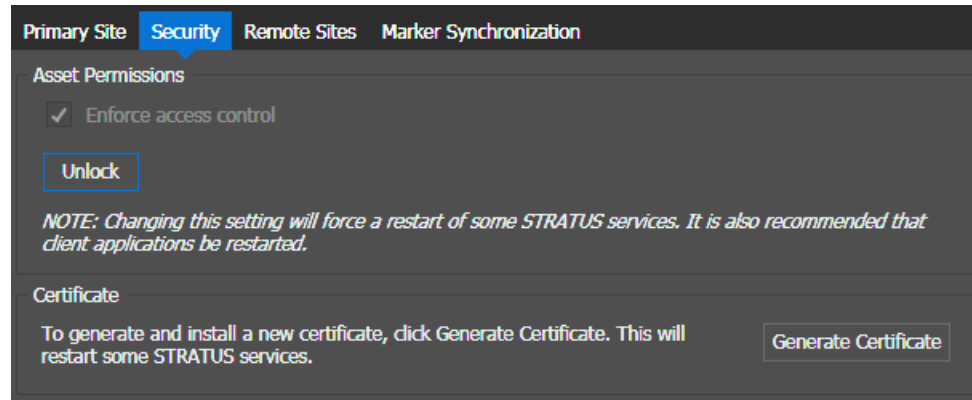 Primary Site Security Remote Sites Marker Synchronization
Asset Permissions
Enforce access control
Unlock
NOTE: Changing this setting will force a restart of some STRATUS services. It is also recommended that
client applications be restarted.
Certificate
To generate and install a new certificate, click Generate Certificate. This will
restart some STRATUS services.
Generate Certificate